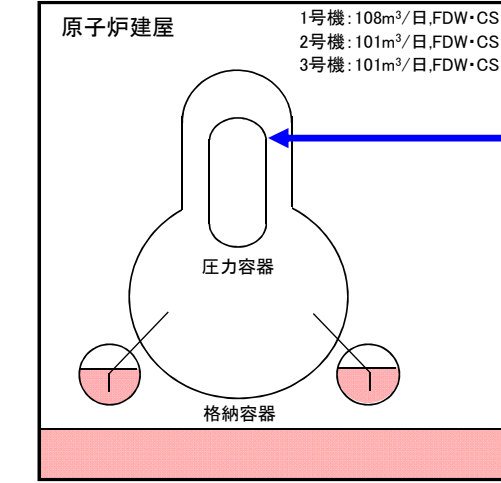 原子炉建屋
1号機:108m³/日,FDW・CS
2号機:101m³/日,FDW・CS
3号機:101m³/日,FDW・CS
圧力容器
格納容器